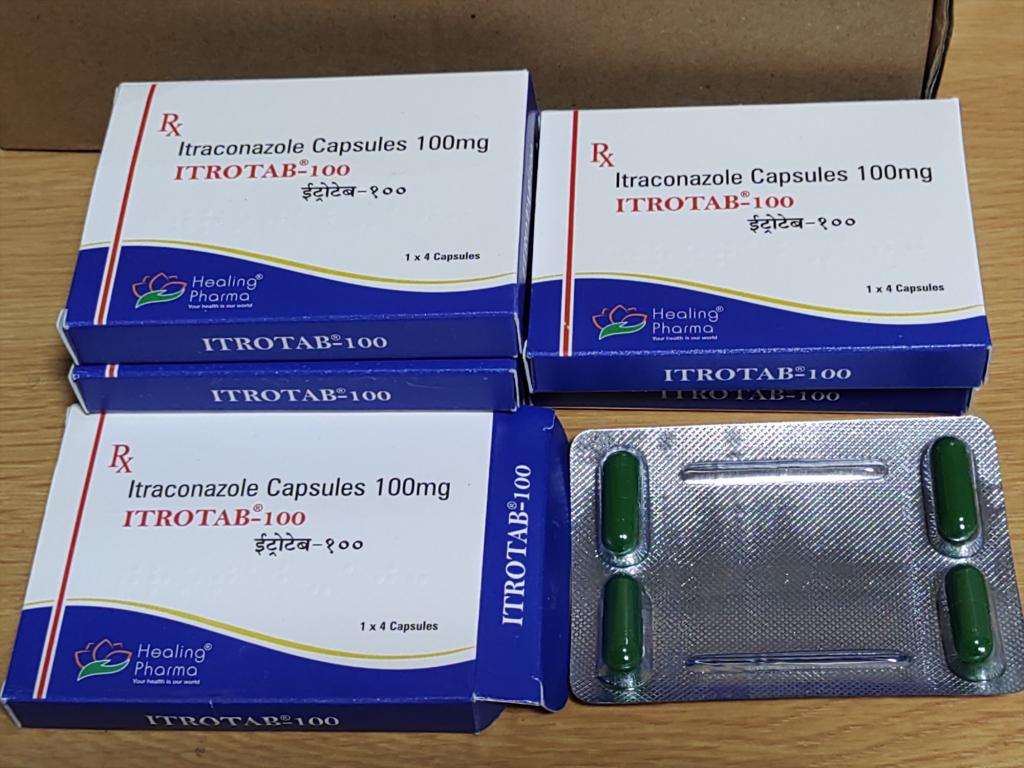 Rx
Itraconazole Capsules 100mg
ITROTAB®-100
ईट्रोटेब-१००
1 x 4 Capsules
Healing®
Pharma
Your health is our world
ITROTAB®-100
ITROTAB®-100
Rx
Itraconazole Capsules 100mg
ITROTAB®-100
ईट्रोटेब-१००
1 x 4 Capsules
Healing®
Pharma
Your health is our world
ITROTAB®-100
ITROTAB®-100
Rx
Itraconazole Capsules 100mg
ITROTAB®-100
ईट्रोटेब-१००
1 x 4 Capsules
Healing®
Pharma
Your health is our world
ITROTAB®-100
ITROTAB®-100